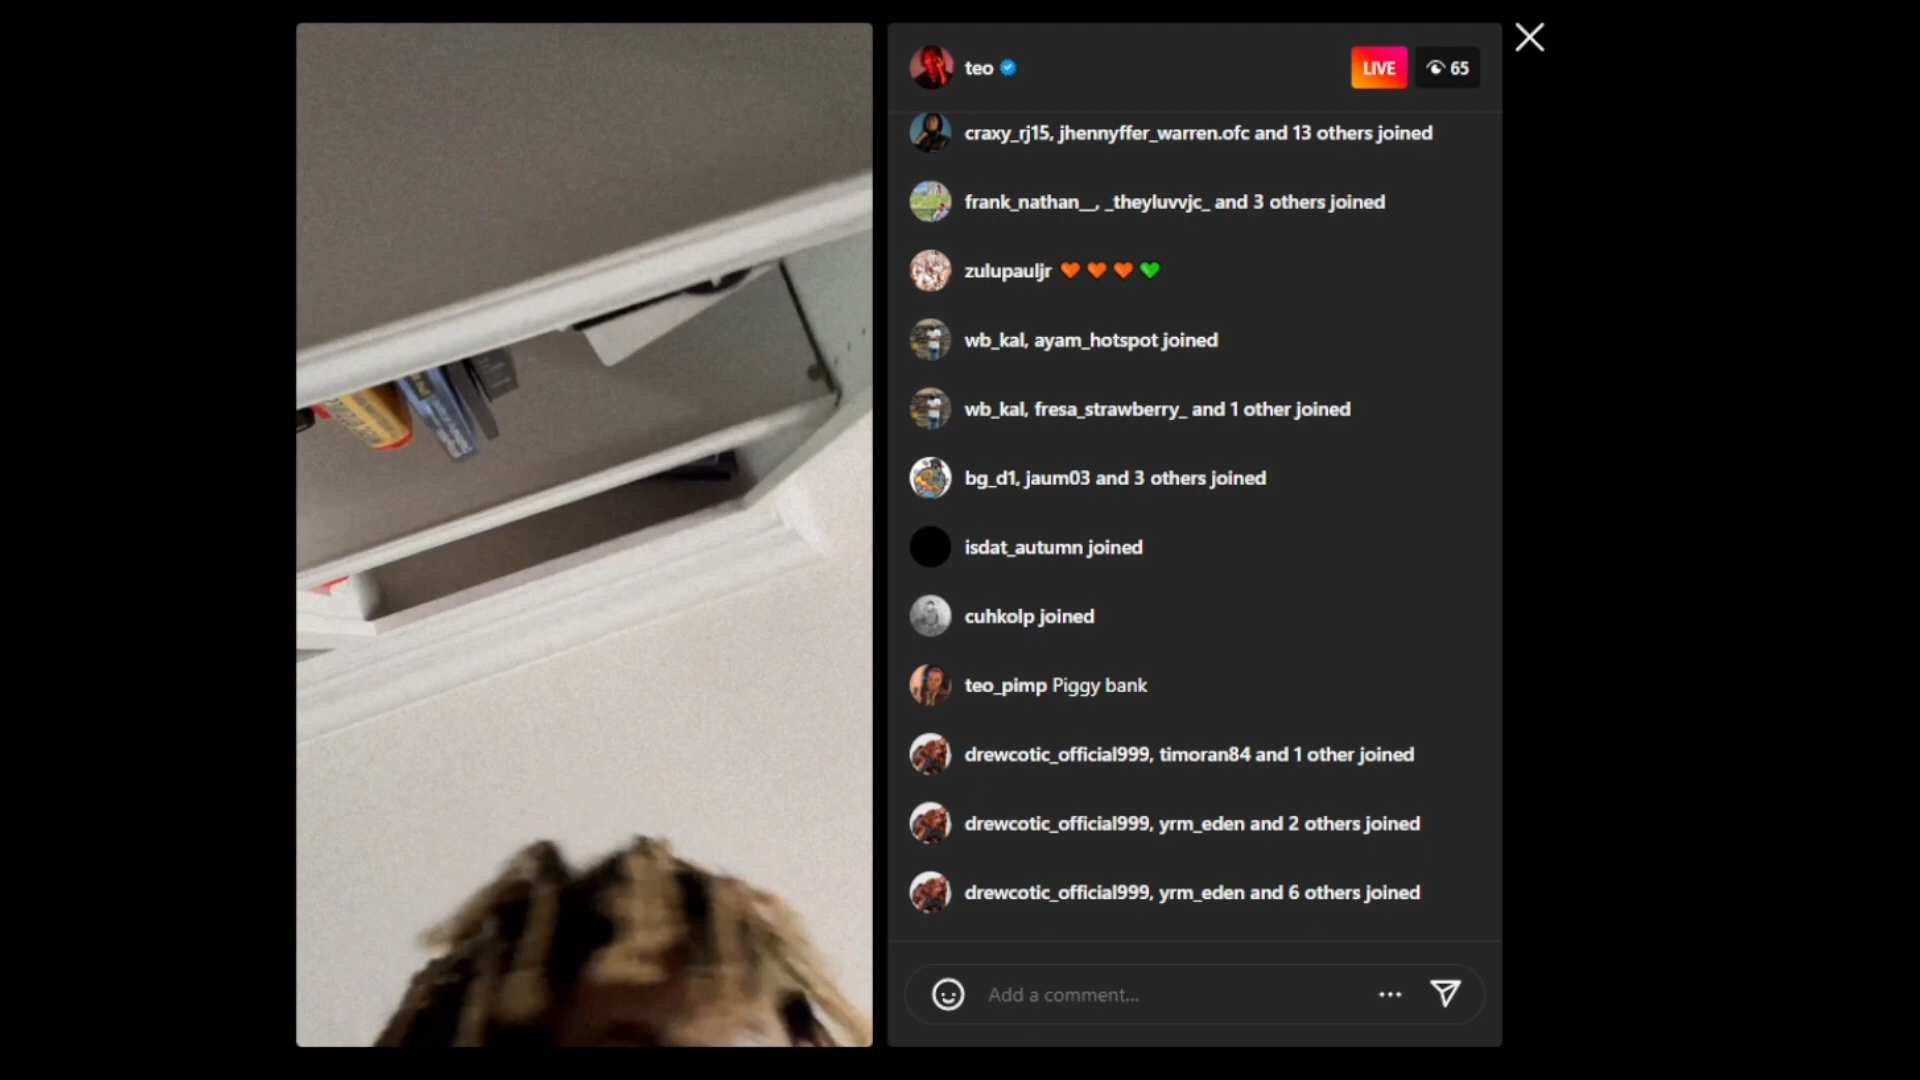 teo
LIVE
65
craxy_rj15, jhennyffer_warren.ofc and 13 others joined
frank_nathan__, _theyluvvjc_ and 3 others joined
zulupauljr 🧡 🧡 🧡 💚
wb_kal, ayam_hotspot joined
wb_kal, fresa_strawberry_ and 1 other joined
bg_d1, jaum03 and 3 others joined
isdat_autumn joined
cuhkolp joined
teo_pimp Piggy bank
drewcotic_official999, timoran84 and 1 other joined
drewcotic_official999, yrm_eden and 2 others joined
drewcotic_official999, yrm_eden and 6 others joined
Add a comment...